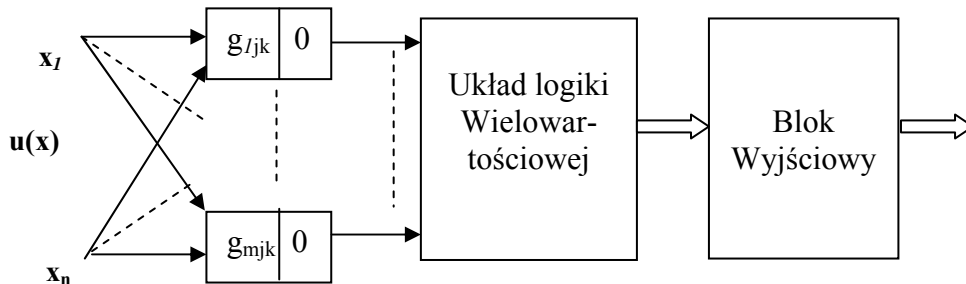 x1
u(x)
xn
g1jk 0
gmjk 0
Układ logiki
Wielowar-
tościowej
Blok
Wyjściowy